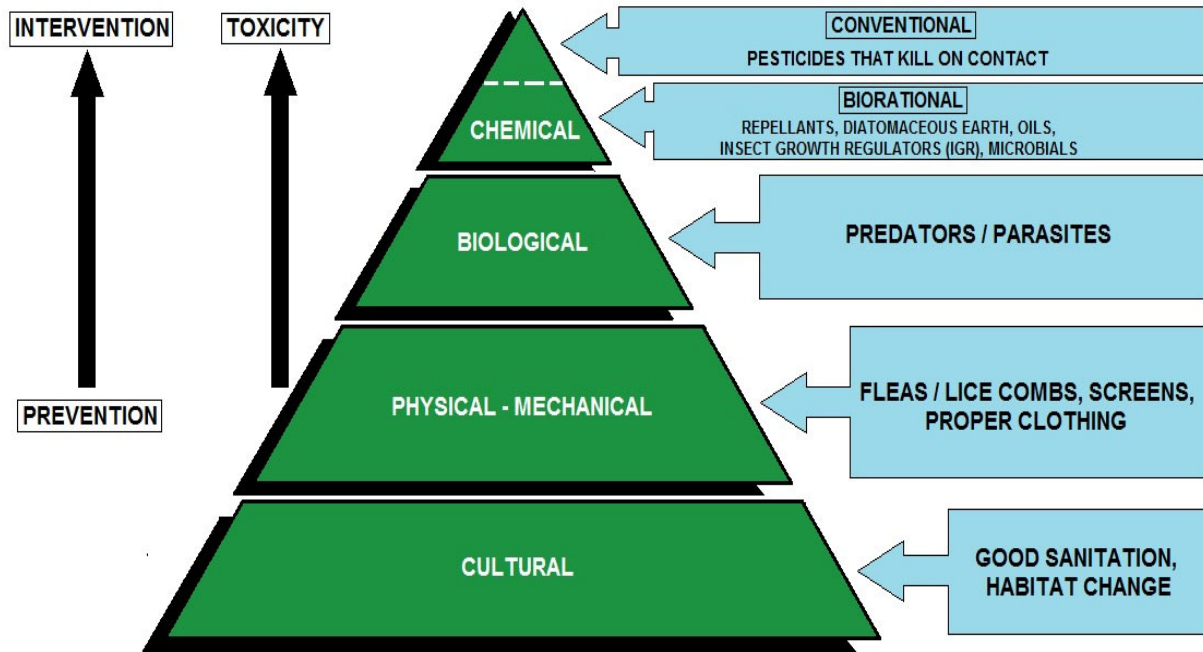 INTERVENTION
TOXICITY
PREVENTION
CONVENTIONAL
PESTICIDES THAT KILL ON CONTACT
BIORATIONAL
REPELLANTS, DIATOMACEOUS EARTH, OILS,
INSECT GROWTH REGULATORS (IGR), MICROBIALS
CHEMICAL
BIOLOGICAL
PREDATORS / PARASITES
PHYSICAL - MECHANICAL
FLEAS / LICE COMBS, SCREENS,
PROPER CLOTHING
CULTURAL
GOOD SANITATION,
HABITAT CHANGE